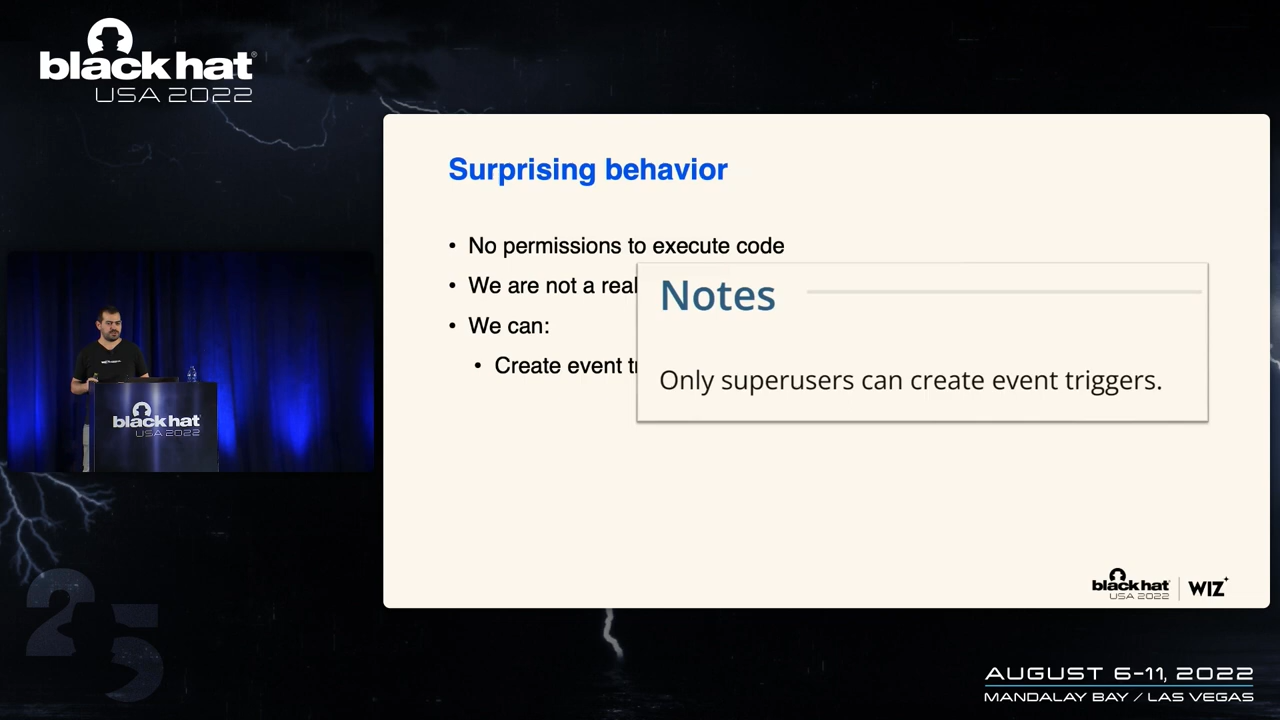 black hat®
USA 2022
Surprising behavior
• No permissions to execute code
• We are not a real
• We can:
• Create event tr
Notes
Only superusers can create event triggers.
black hat
USA 2022
black hat
USA 2022
WIZ
25
AUGUST 6-11, 2022
MANDALAY BAY / LAS VEGAS